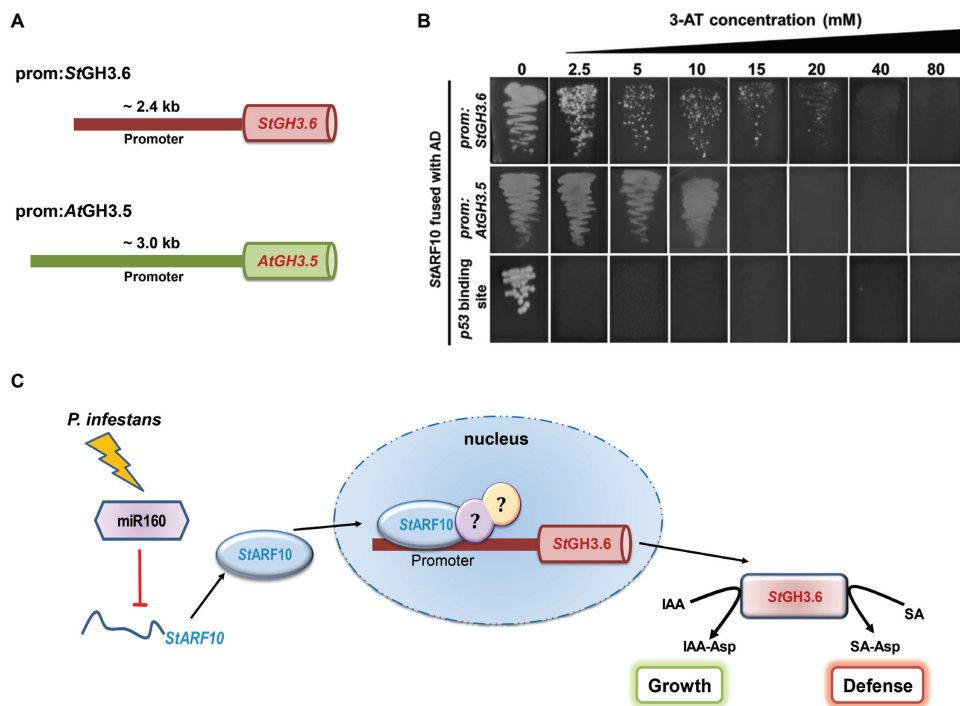 A
prom:StGH3.6
~ 2.4 kb
StGH3.6
Promoter
prom:AtGH3.5
~ 3.0 kb
AtGH3.5
Promoter
B
3-AT concentration (mM)
0 2.5 5 10 15 20 40 80
StARF10 fused with AD
prom:
StGH3.6
prom:
AtGH3.5
p53 binding
site
C
P. infestans
miR160
StARF10
StARF10
nucleus
StARF10
?
?
Promoter
StGH3.6
StGH3.6
IAA
SA
IAA-Asp
SA-Asp
Growth
Defense